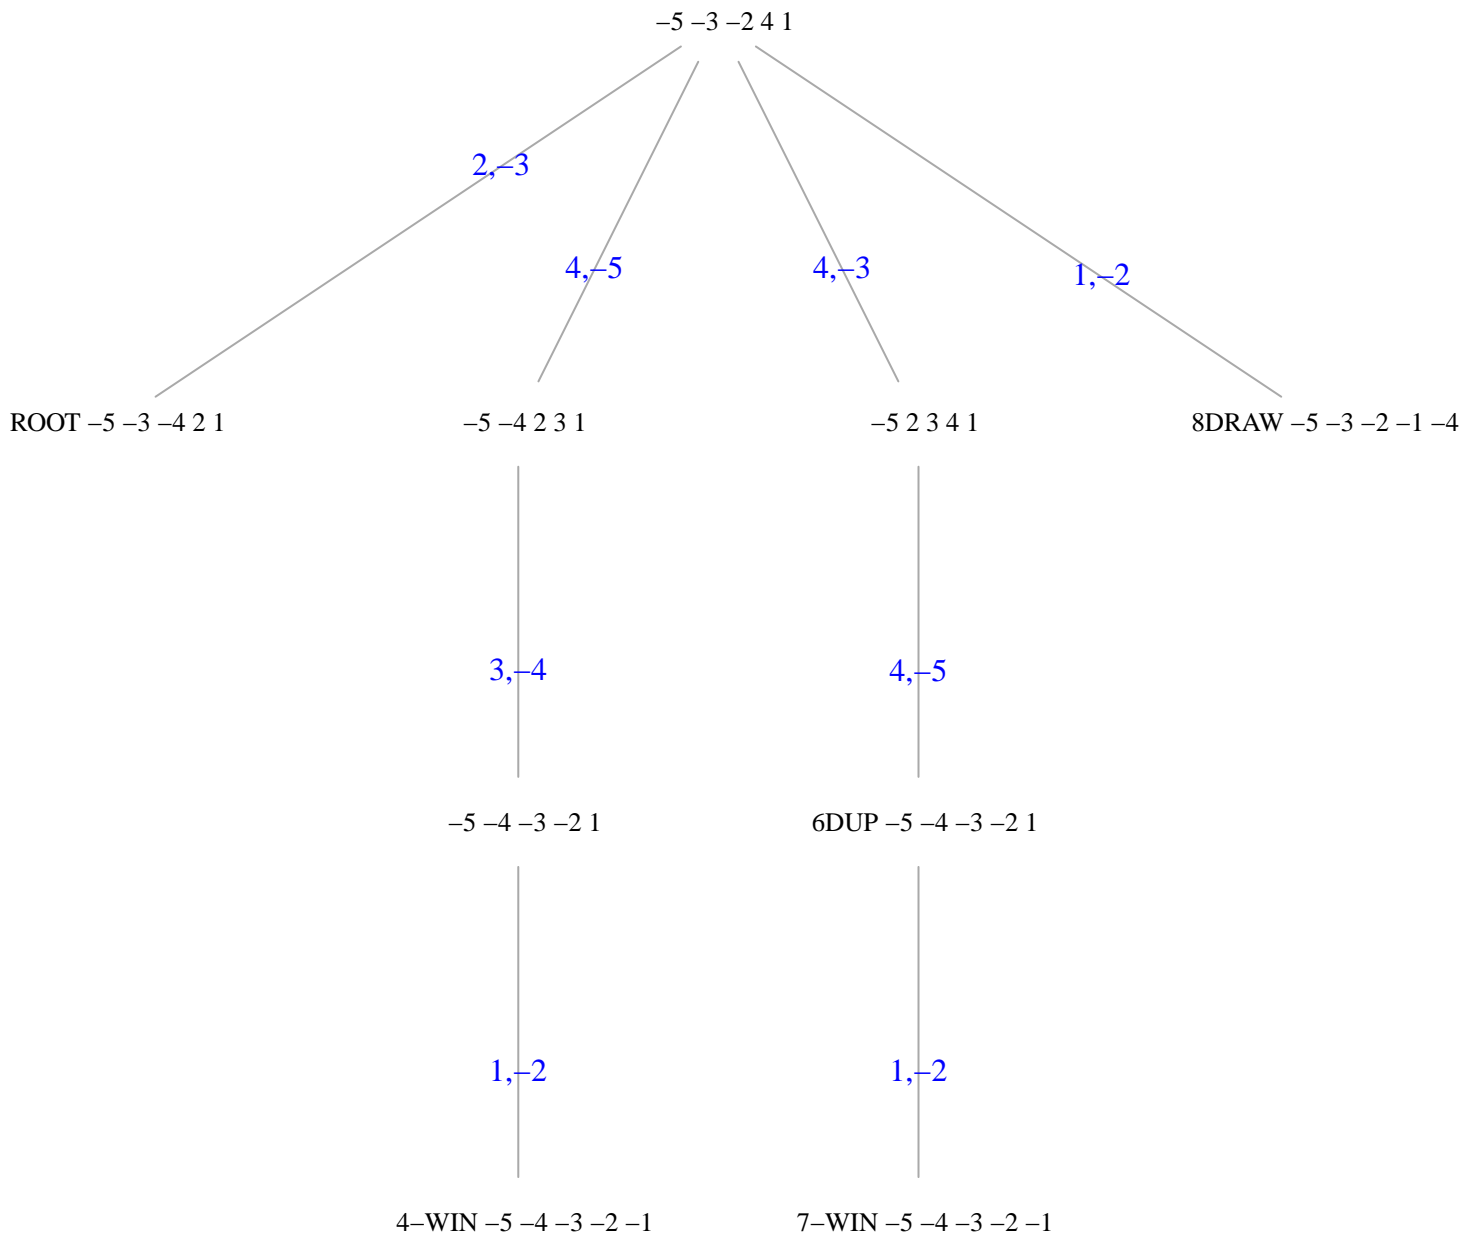 –5 –3 –2 4 1
2,–3
4,–5
4,–3
1,–2
ROOT –5 –3 –4 2 1
–5 –4 2 3 1
–5 2 3 4 1
8DRAW –5 –3 –2 –1 –4
3,–4
4,–5
–5 –4 –3 –2 1
6DUP –5 –4 –3 –2 1
1,–2
1,–2
4–WIN –5 –4 –3 –2 –1
7–WIN –5 –4 –3 –2 –1